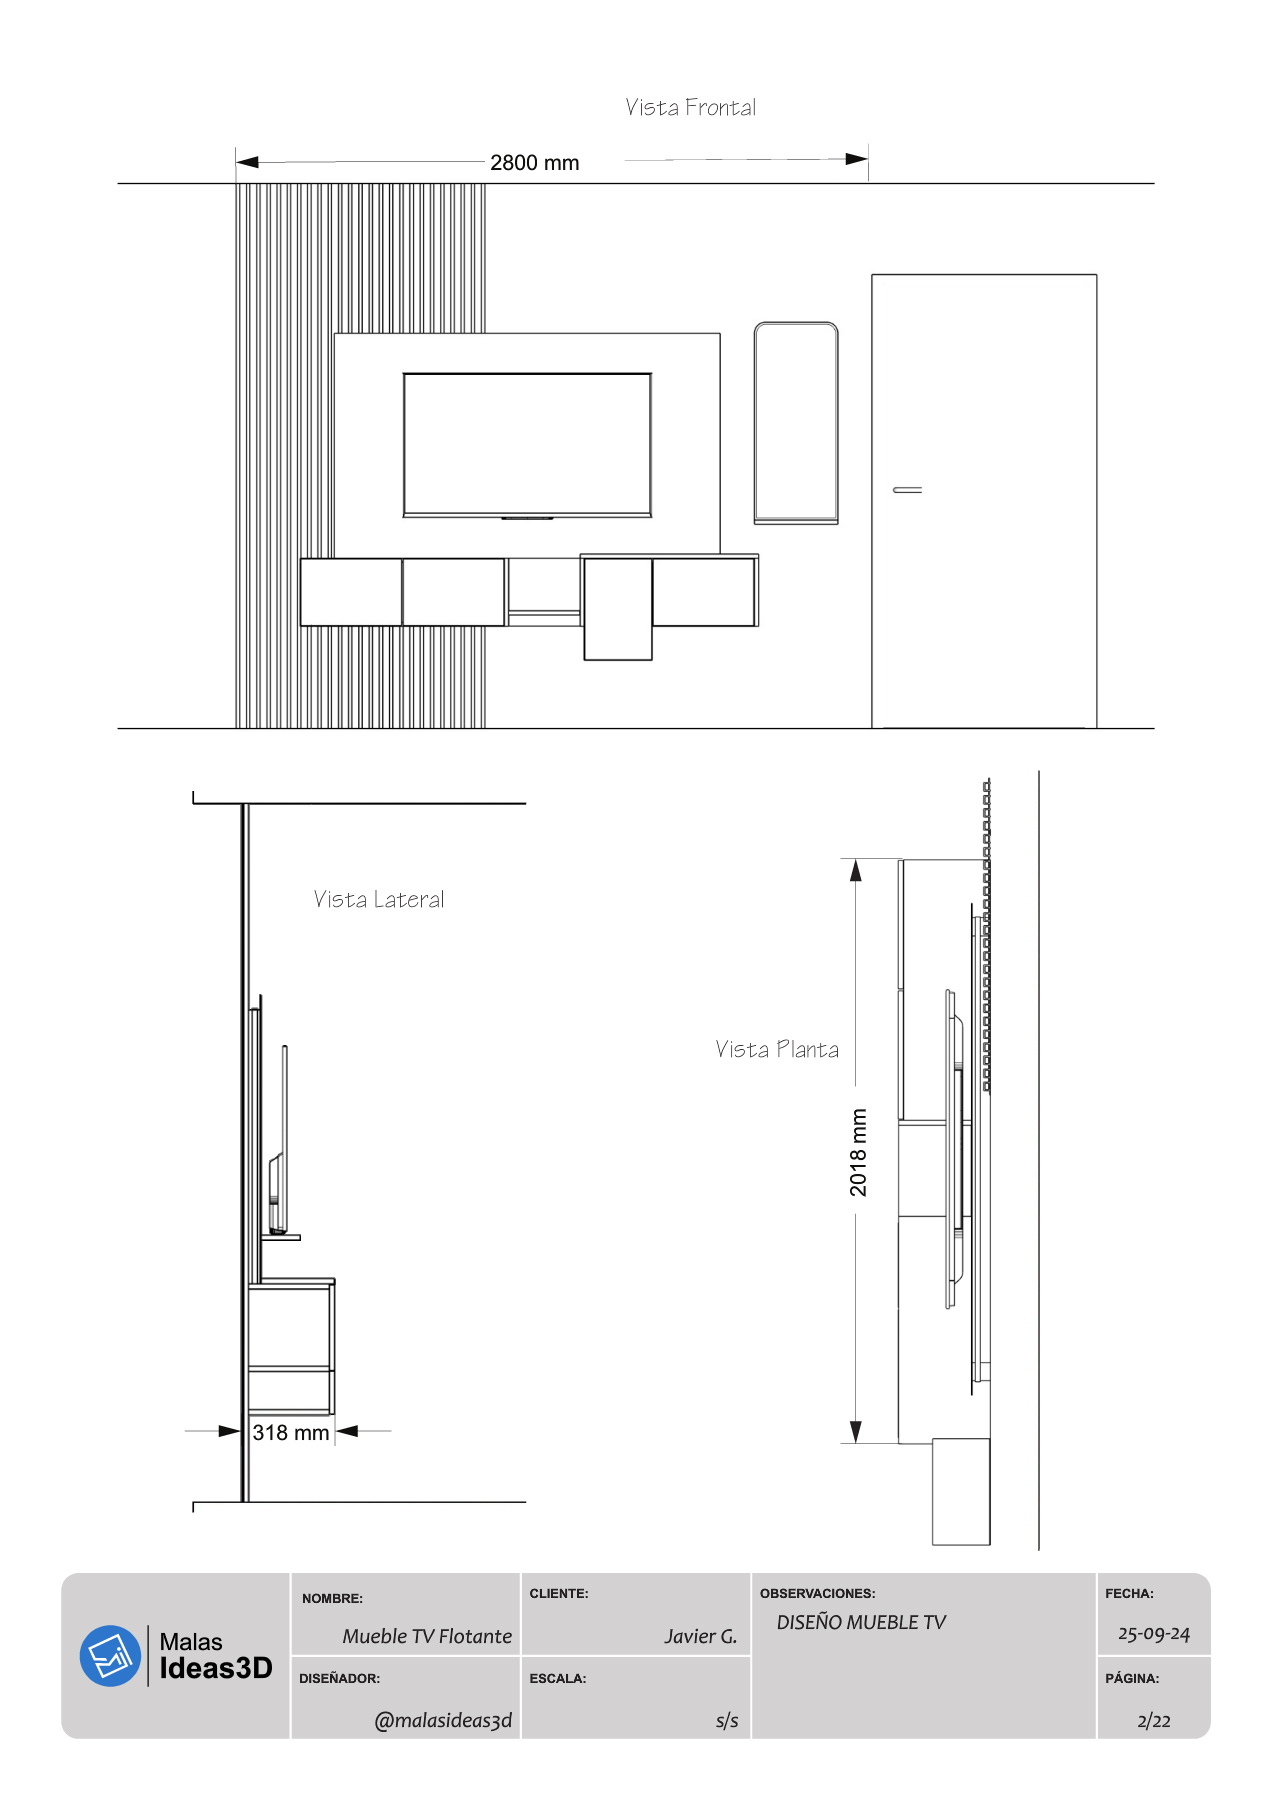 Vista Frontal
2800 mm
Vista Lateral
Vista Planta
2018 mm
318 mm
Malas
Ideas3D
NOMBRE:
Mueble TV Flotante
CLIENTE:
Javier G.
OBSERVACIONES:
DISEÑO MUEBLE TV
FECHA:
25-09-24
DISEÑADOR:
@malasideas3d
ESCALA:
s/s
PÁGINA:
2/22